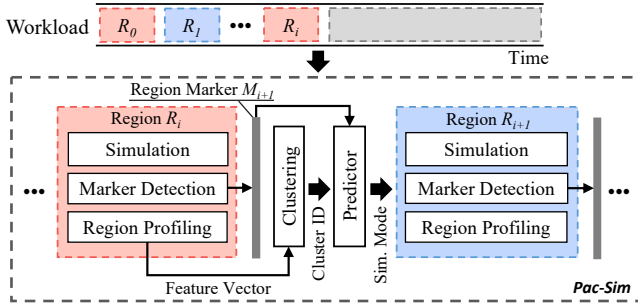 Workload
R0
R1
•••
Ri
Time
Region Marker Mi+1
Region Ri
Simulation
Marker Detection
Region Profiling
•••
Clustering
Cluster ID
Predictor
Sim. Mode
Region Ri+1
Simulation
Marker Detection
Region Profiling
•••
Feature Vector
Pac-Sim